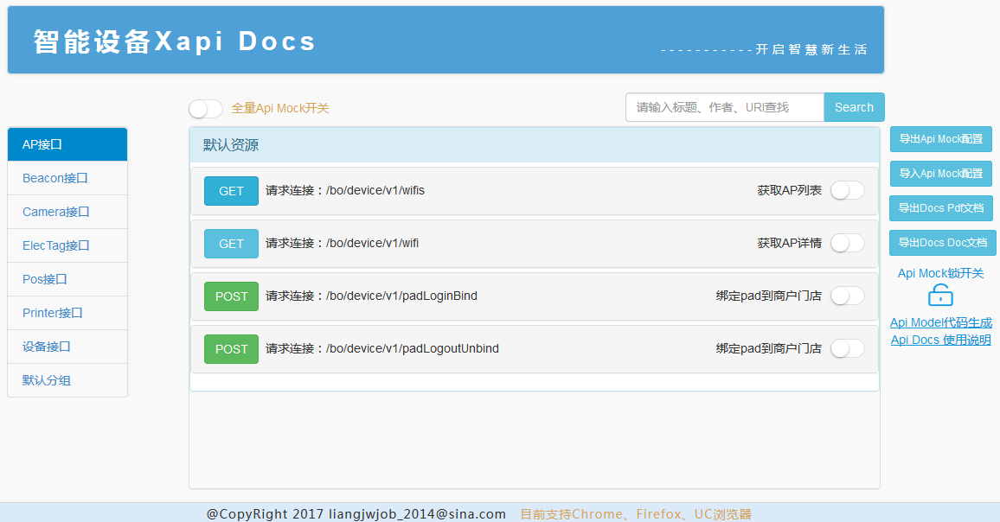 智能设备Xapi Docs
-----------开启智慧新生活
全量Api Mock开关
请输入标题、作者、URI查找
Search
AP接口
Beacon接口
Camera接口
ElecTag接口
Pos接口
Printer接口
设备接口
默认分组
默认资源
GET 请求连接：/bo/device/v1/wifis 获取AP列表
GET 请求连接：/bo/device/v1/wifi 获取AP详情
POST 请求连接：/bo/device/v1/padLoginBind 绑定pad到商户门店
POST 请求连接：/bo/device/v1/padLogoutUnbind 绑定pad到商户门店
导出Api Mock配置
导入Api Mock配置
导出Docs Pdf文档
导出Docs Doc文档
Api Mock锁开关
Api Model代码生成
Api Docs 使用说明
@CopyRight 2017 liangjwjob_2014@sina.com 目前支持Chrome、Firefox、UC浏览器